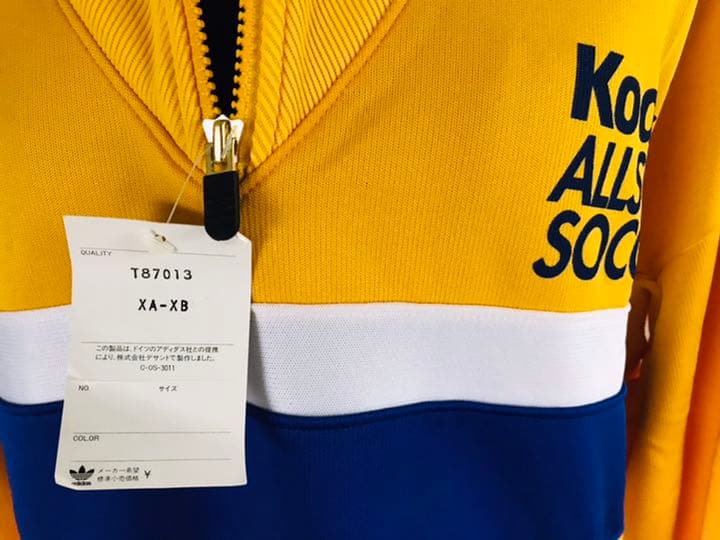 Koc
ALLS
SOCC
QUALITY
T87013
XA-XB
この製品は、ドイツのアディダス社との提携
により、株式会社デサントで製作しました。
C-OS-3011
NO. サイズ
COLOR
adidas メーカー希望 ¥
標準小売価格